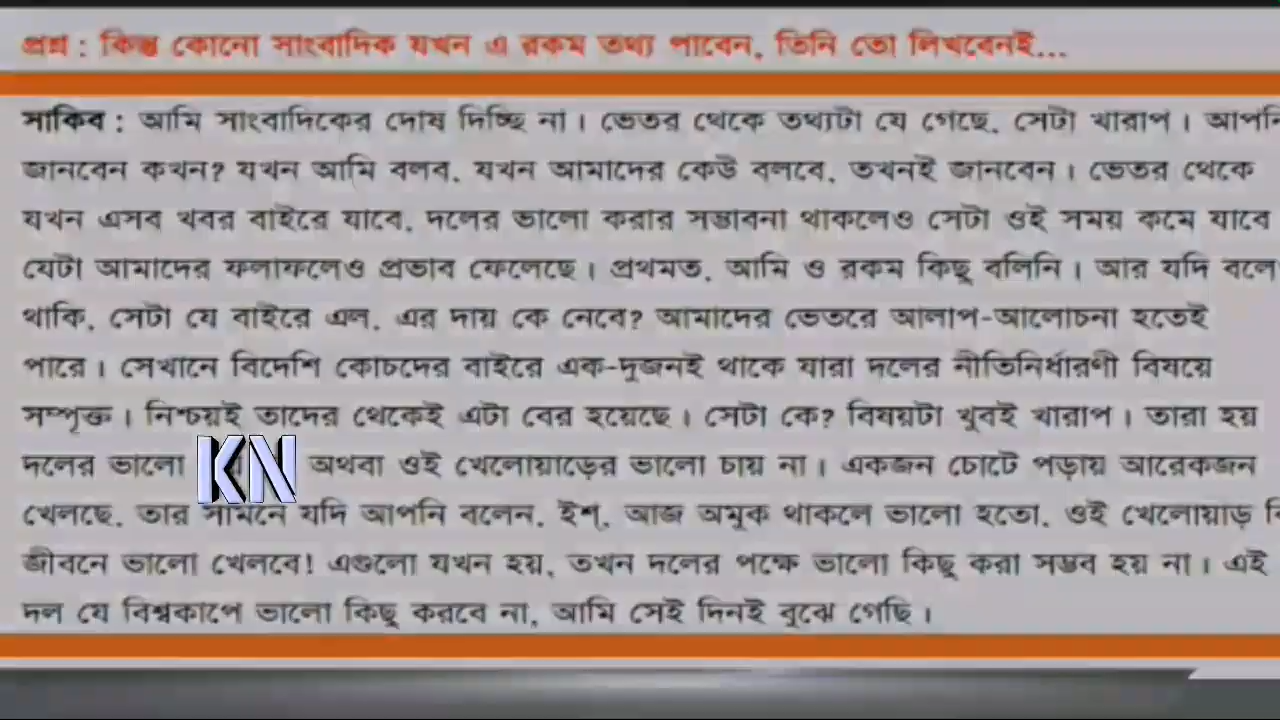 প্রশ্ন : কিন্তু কোনো সাংবাদিক যখন এ রকম তথ্য পাবেন, তিনি তো লিখবেনই...
সাকিব : আমি সাংবাদিকের দোষ দিচ্ছি না। ভেতর থেকে তথ্যটা যে গেছে, সেটা খারাপ। আপনি
জানবেন কখন? যখন আমি বলব, যখন আমাদের কেউ বলবে, তখনই জানবেন। ভেতর থেকে
যখন এসব খবর বাইরে যাবে, দলের ভালো করার সম্ভাবনা থাকলেও সেটা ওই সময় কমে যাবে
যেটা আমাদের ফলাফলেও প্রভাব ফেলেছে। প্রথমত, আমি ও রকম কিছু বলিনি। আর যদি বলে
থাকি, সেটা যে বাইরে এল, এর দায় কে নেবে? আমাদের ভেতরে আলাপ-আলোচনা হতেই
পারে। সেখানে বিদেশি কোচদের বাইরে এক-দুজনই থাকে যারা দলের নীতিনির্ধারণী বিষয়ে
সম্পৃক্ত। নিশ্চয়ই তাদের থেকেই এটা বের হয়েছে। সেটা কে? বিষয়টা খুবই খারাপ। তারা হয়
দলের ভালো KN অথবা ওই খেলোয়াড়ের ভালো চায় না। একজন চোটে পড়ায় আরেকজন
খেলছে, তার সামনে যদি আপনি বলেন, ইশ্, আজ অমুক থাকলে ভালো হতো, ওই খেলোয়াড় কি
জীবনে ভালো খেলবে! এগুলো যখন হয়, তখন দলের পক্ষে ভালো কিছু করা সম্ভব হয় না। এই
দল যে বিশ্বকাপে ভালো কিছু করবে না, আমি সেই দিনই বুঝে গেছি।